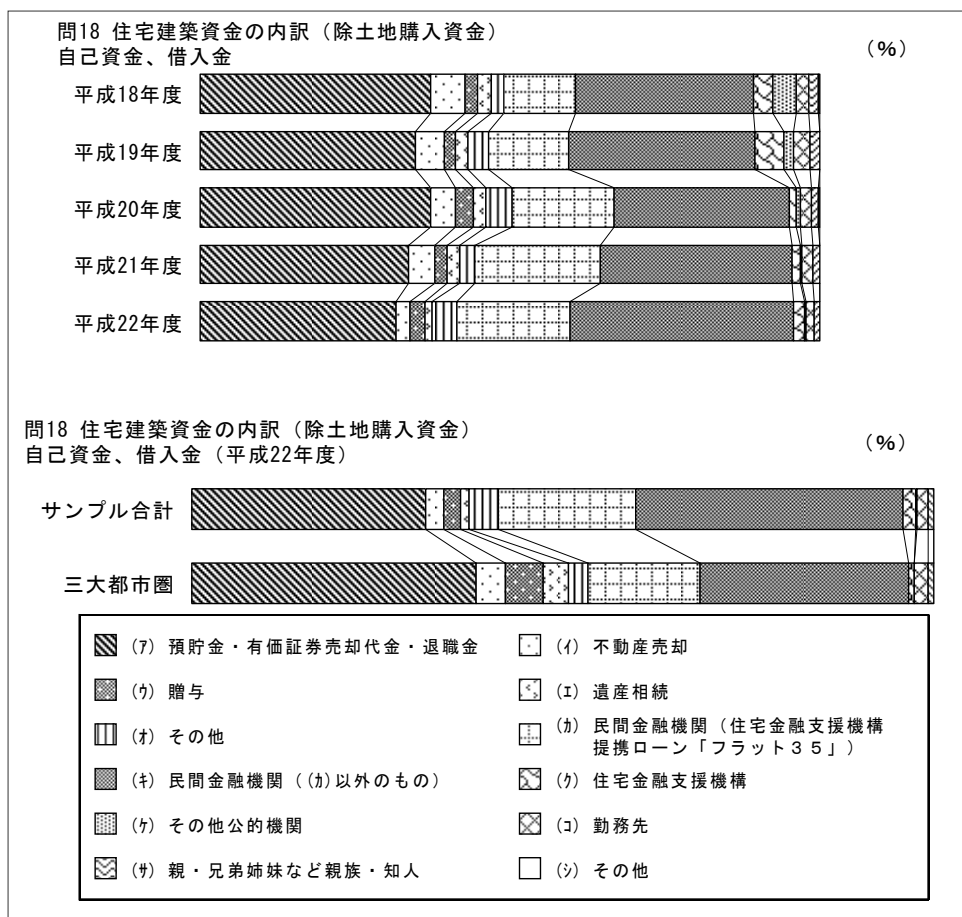 問18 住宅建築資金の内訳（除土地購入資金）
自己資金、借入金
（%）
平成18年度
平成19年度
平成20年度
平成21年度
平成22年度
問18 住宅建築資金の内訳（除土地購入資金）
自己資金、借入金（平成22年度）
（%）
サンプル合計
三大都市圏
(ｱ) 預貯金・有価証券売却代金・退職金
(ｲ) 不動産売却
(ｳ) 贈与
(ｴ) 遺産相続
(ｵ) その他
(ｶ) 民間金融機関（住宅金融支援機構
提携ローン「フラット３５」）
(ｷ) 民間金融機関（(ｶ)以外のもの）
(ｸ) 住宅金融支援機構
(ｹ) その他公的機関
(ｺ) 勤務先
(ｻ) 親・兄弟姉妹など親族・知人
(ｼ) その他